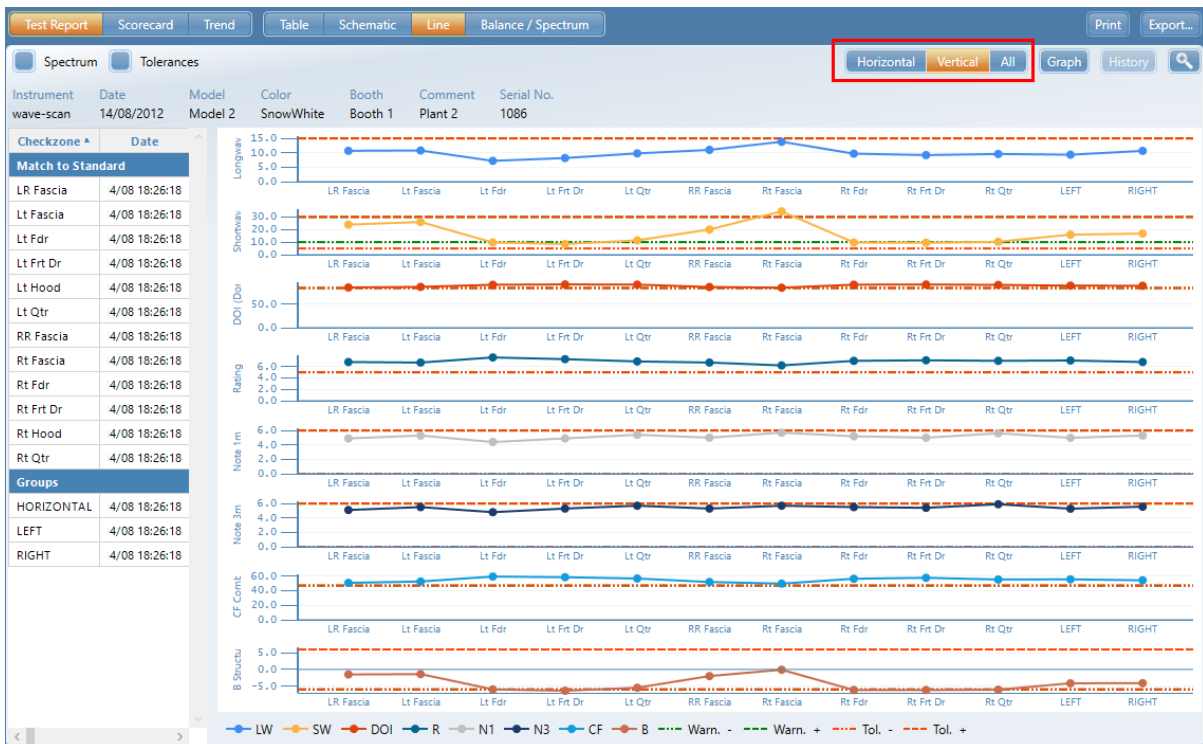 Test Report Scorecard Trend Table Schematic Line Balance / Spectrum Print Export...
Spectrum Tolerances Horizontal Vertical All Graph History
Instrument Date Model Color Booth Comment Serial No.
wave-scan 14/08/2012 Model 2 SnowWhite Booth 1 Plant 2 1086
Checkzone Date
Match to Standard
LR Fascia 4/08 18:26:18
Lt Fascia 4/08 18:26:18
Lt Fdr 4/08 18:26:18
Lt Frt Dr 4/08 18:26:18
Lt Hood 4/08 18:26:18
Lt Qtr 4/08 18:26:18
RR Fascia 4/08 18:26:18
Rt Fascia 4/08 18:26:18
Rt Fdr 4/08 18:26:18
Rt Frt Dr 4/08 18:26:18
Rt Hood 4/08 18:26:18
Rt Qtr 4/08 18:26:18
Groups
HORIZONTAL 4/08 18:26:18
LEFT 4/08 18:26:18
RIGHT 4/08 18:26:18
Longwav
15.0
10.0
5.0
0.0
LR Fascia Lt Fascia Lt Fdr Lt Frt Dr Lt Qtr RR Fascia Rt Fascia Rt Fdr Rt Frt Dr Rt Qtr LEFT RIGHT
Shortwav
30.0
20.0
10.0
0.0
LR Fascia Lt Fascia Lt Fdr Lt Frt Dr Lt Qtr RR Fascia Rt Fascia Rt Fdr Rt Frt Dr Rt Qtr LEFT RIGHT
DOI (Dor
50.0
0.0
LR Fascia Lt Fascia Lt Fdr Lt Frt Dr Lt Qtr RR Fascia Rt Fascia Rt Fdr Rt Frt Dr Rt Qtr LEFT RIGHT
Rating
6.0
4.0
2.0
0.0
LR Fascia Lt Fascia Lt Fdr Lt Frt Dr Lt Qtr RR Fascia Rt Fascia Rt Fdr Rt Frt Dr Rt Qtr LEFT RIGHT
Note 1m
6.0
4.0
2.0
0.0
LR Fascia Lt Fascia Lt Fdr Lt Frt Dr Lt Qtr RR Fascia Rt Fascia Rt Fdr Rt Frt Dr Rt Qtr LEFT RIGHT
Note 3m
6.0
4.0
2.0
0.0
LR Fascia Lt Fascia Lt Fdr Lt Frt Dr Lt Qtr RR Fascia Rt Fascia Rt Fdr Rt Frt Dr Rt Qtr LEFT RIGHT
CF Comb
60.0
40.0
20.0
0.0
LR Fascia Lt Fascia Lt Fdr Lt Frt Dr Lt Qtr RR Fascia Rt Fascia Rt Fdr Rt Frt Dr Rt Qtr LEFT RIGHT
B Structu
5.0
0.0
-5.0
LR Fascia Lt Fascia Lt Fdr Lt Frt Dr Lt Qtr RR Fascia Rt Fascia Rt Fdr Rt Frt Dr Rt Qtr LEFT RIGHT
LW SW DOI R N1 N3 CF B Warn. - Warn. + Tol. - Tol. +